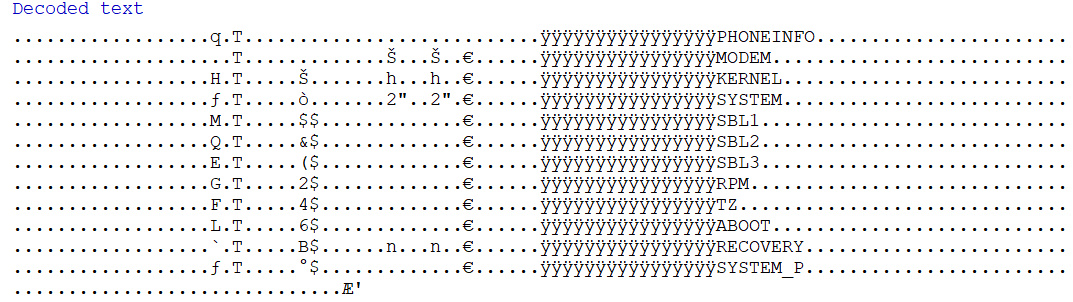 Decoded text
..................q.T...........................ÿÿÿÿÿÿÿÿÿÿÿÿÿÿÿÿPHONEINFO.......................
.................. .T.............Š...Š..€......ÿÿÿÿÿÿÿÿÿÿÿÿÿÿÿÿMODEM...........................
..................H.T.....Š.......h...h..€......ÿÿÿÿÿÿÿÿÿÿÿÿÿÿÿÿKERNEL..........................
..................ƒ.T.....ò.......2"..2".€......ÿÿÿÿÿÿÿÿÿÿÿÿÿÿÿÿSYSTEM..........................
..................M.T.....$$.............€......ÿÿÿÿÿÿÿÿÿÿÿÿÿÿÿÿSBL1............................
..................Q.T.....&$.............€......ÿÿÿÿÿÿÿÿÿÿÿÿÿÿÿÿSBL2............................
..................E.T.....($.............€......ÿÿÿÿÿÿÿÿÿÿÿÿÿÿÿÿSBL3............................
..................G.T.....2$.............€......ÿÿÿÿÿÿÿÿÿÿÿÿÿÿÿÿRPM.............................
..................F.T.....4$.............€......ÿÿÿÿÿÿÿÿÿÿÿÿÿÿÿÿTZ..............................
..................L.T.....6$.............€......ÿÿÿÿÿÿÿÿÿÿÿÿÿÿÿÿABOOT...........................
..................`.T.....B$......n...n..€......ÿÿÿÿÿÿÿÿÿÿÿÿÿÿÿÿRECOVERY........................
..................ƒ.T.....°$.............€......ÿÿÿÿÿÿÿÿÿÿÿÿÿÿÿÿSYSTEM_P........................
..............................Æ'